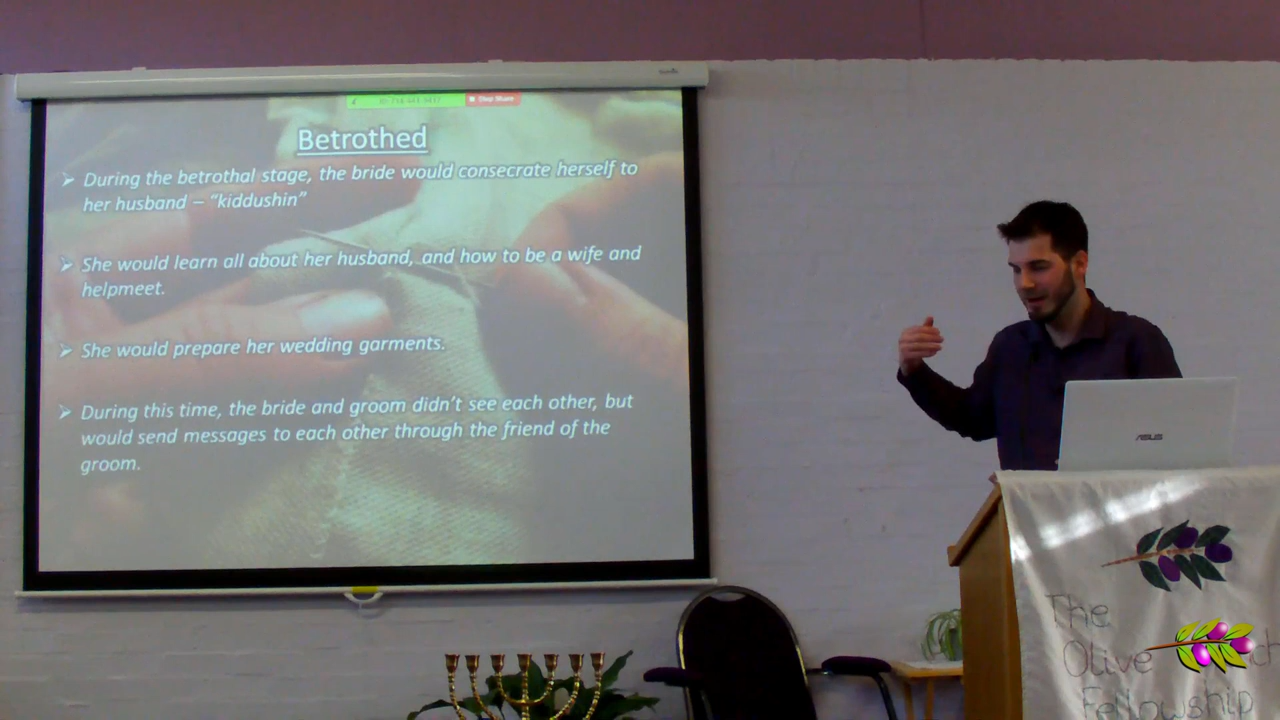 Stop Share
Betrothed
During the betrothal stage, the bride would consecrate herself to
her husband – “kiddushin”
She would learn all about her husband, and how to be a wife and
helpmeet.
She would prepare her wedding garments.
During this time, the bride and groom didn’t see each other, but
would send messages to each other through the friend of the
groom.
ASUS
The
Olive
Fellowship